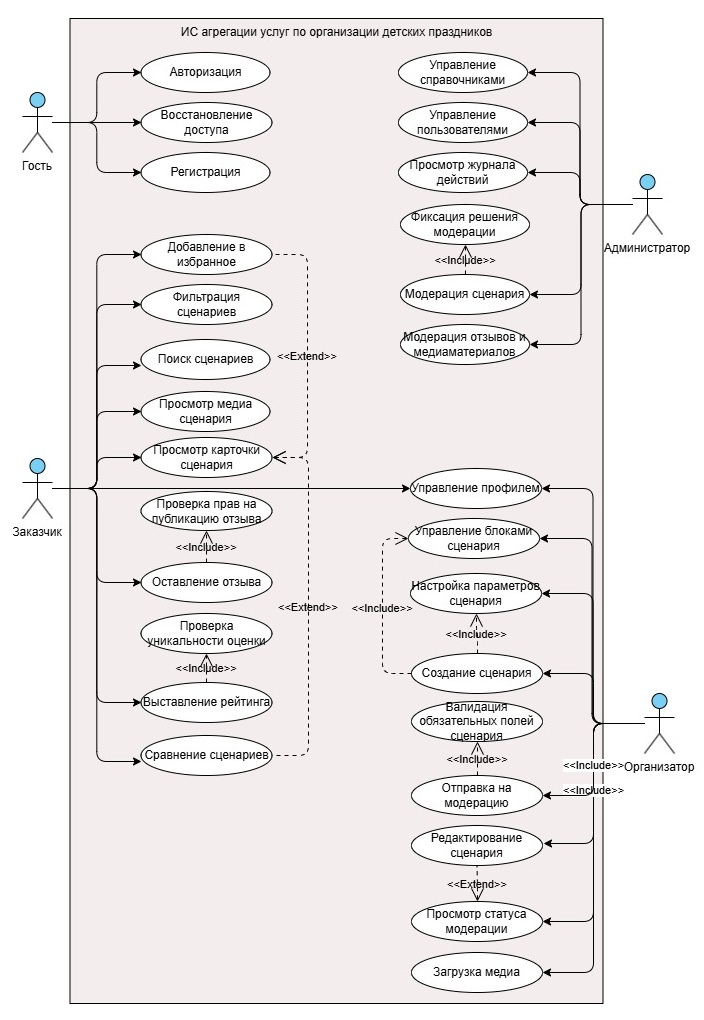 ИС агрегации услуг по организации детских праздников
Авторизация
Восстановление
доступа
Регистрация
Гость
Управление
справочниками
Управление
пользователями
Просмотр журнала
действий
Фиксация решения
модерации
<<Include>>
Модерация сценария
Модерация отзывов и
медиаматериалов
Администратор
Добавление в
избранное
Фильтрация
сценариев
<<Extend>>
Поиск сценариев
Просмотр медиа
сценария
Просмотр карточки
сценария
Заказчик
Проверка прав на
публикацию отзыва
<<Include>>
Оставление отзыва
<<Extend>>
Проверка
уникальности оценки
<<Include>>
Выставление рейтинга
Сравнение сценариев
Управление профилем
Управление блоками
сценария
Настройка параметров
сценария
<<Include>>
<<Include>>
Создание сценария
Валидация
обязательных полей
сценария
<<Include>>
Отправка на
модерацию
<<Include>>
<<Include>>
Организатор
Редактирование
сценария
<<Extend>>
Просмотр статуса
модерации
Загрузка медиа